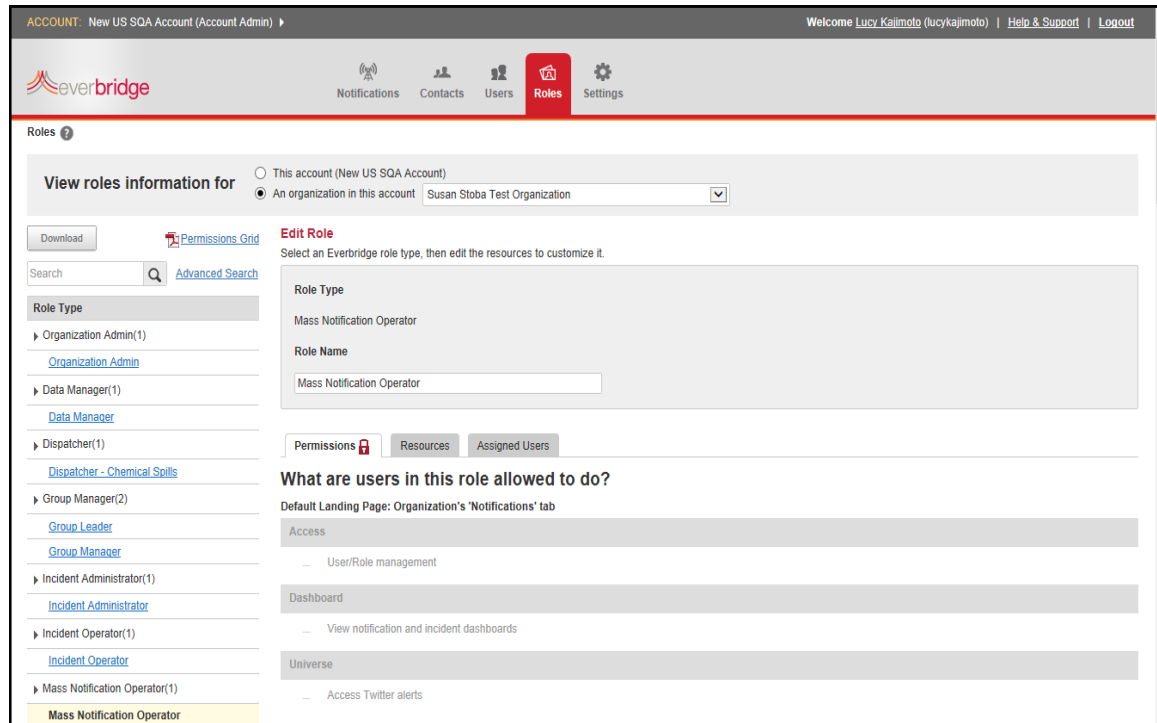 ACCOUNT: New US SQA Account (Account Admin)
Welcome Lucy Kajimoto (lucykajimoto) | Help & Support | Logout
everbridge
Notifications Contacts Users Roles Settings
Roles ?
View roles information for
This account (New US SQA Account)
An organization in this account Susan Stoba Test Organization
Download Permissions Grid
Search Advanced Search
Role Type
Organization Admin(1)
Organization Admin
Data Manager(1)
Data Manager
Dispatcher(1)
Dispatcher - Chemical Spills
Group Manager(2)
Group Leader
Group Manager
Incident Administrator(1)
Incident Administrator
Incident Operator(1)
Incident Operator
Mass Notification Operator(1)
Mass Notification Operator
Edit Role
Select an Everbridge role type, then edit the resources to customize it.
Role Type
Mass Notification Operator
Role Name
Mass Notification Operator
Permissions Resources Assigned Users
What are users in this role allowed to do?
Default Landing Page: Organization's 'Notifications' tab
Access
User/Role management
Dashboard
View notification and incident dashboards
Universe
Access Twitter alerts